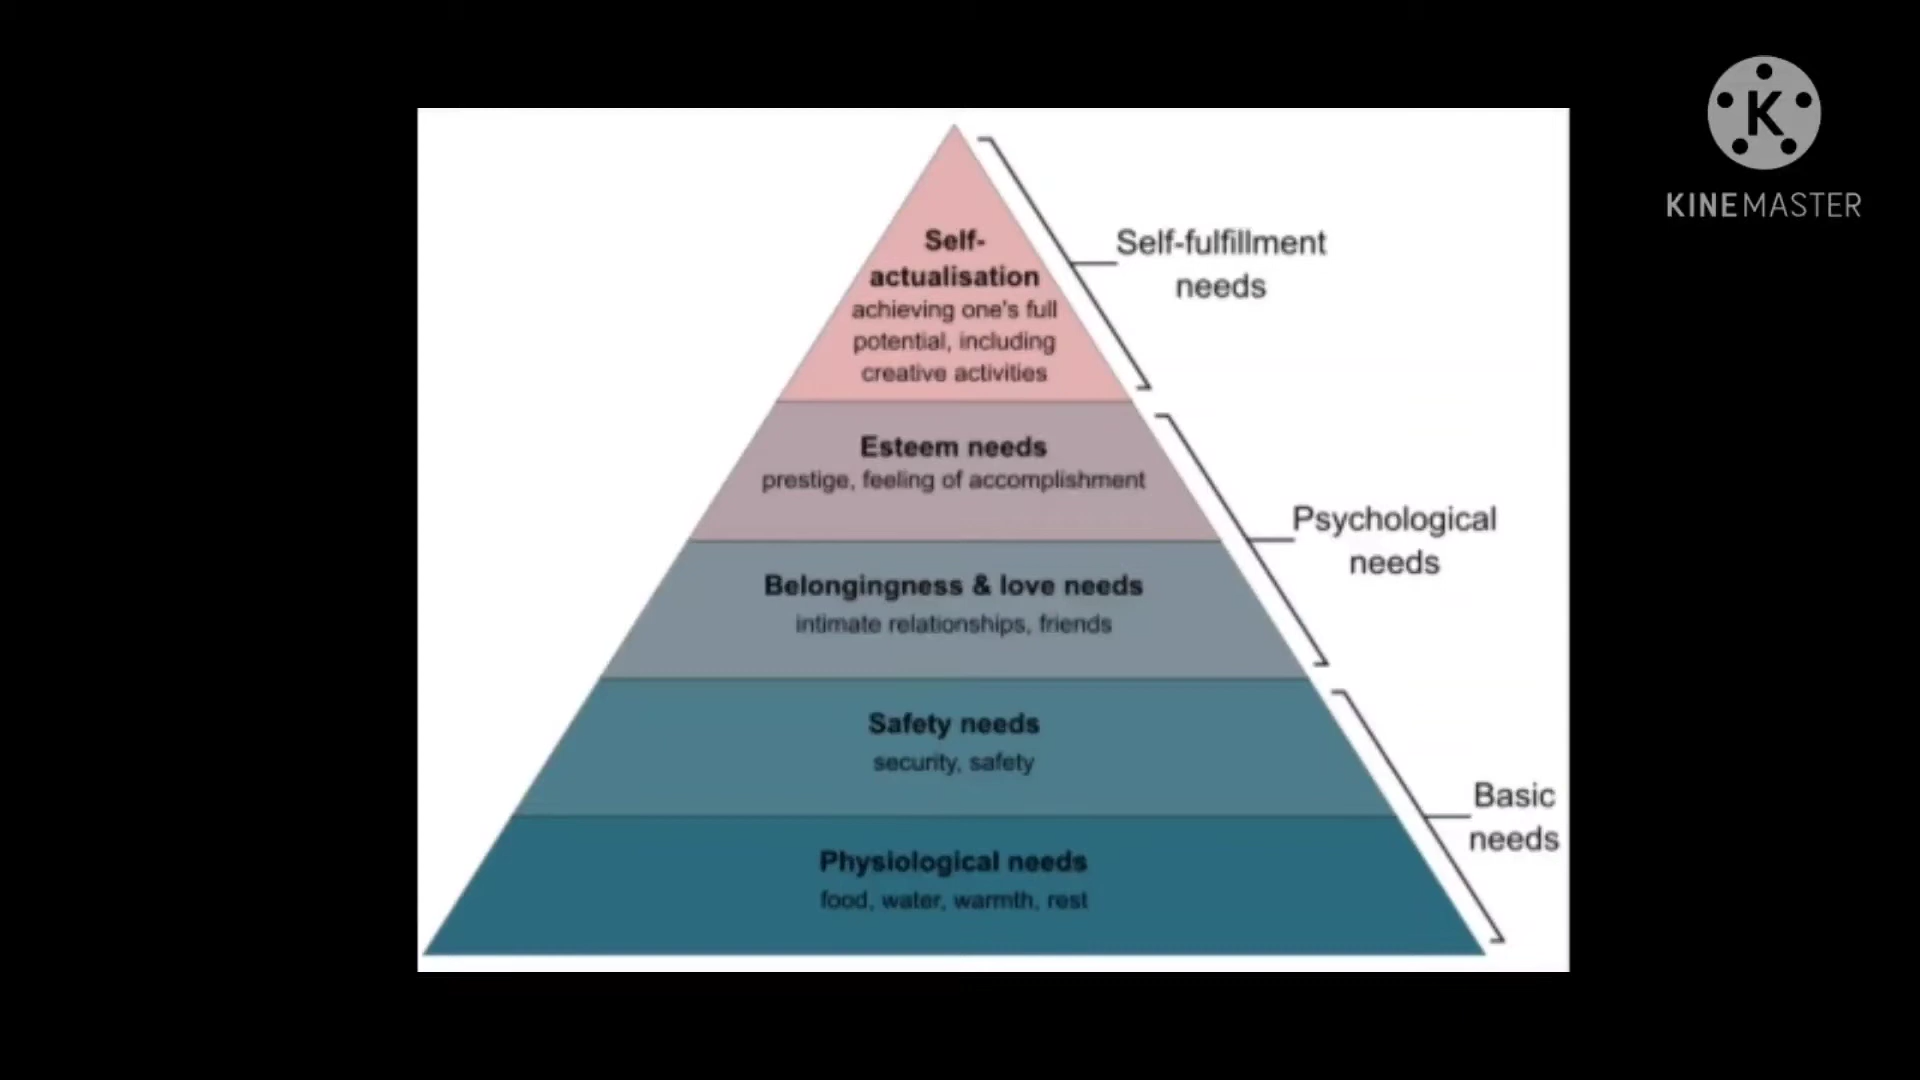 K
KINEMASTER
Self-
actualisation
achieving one's full
potential, including
creative activities
Self-fulfillment
needs
Esteem needs
prestige, feeling of accomplishment
Belongingness & love needs
intimate relationships, friends
Psychological
needs
Safety needs
security, safety
Physiological needs
food, water, warmth, rest
Basic
needs